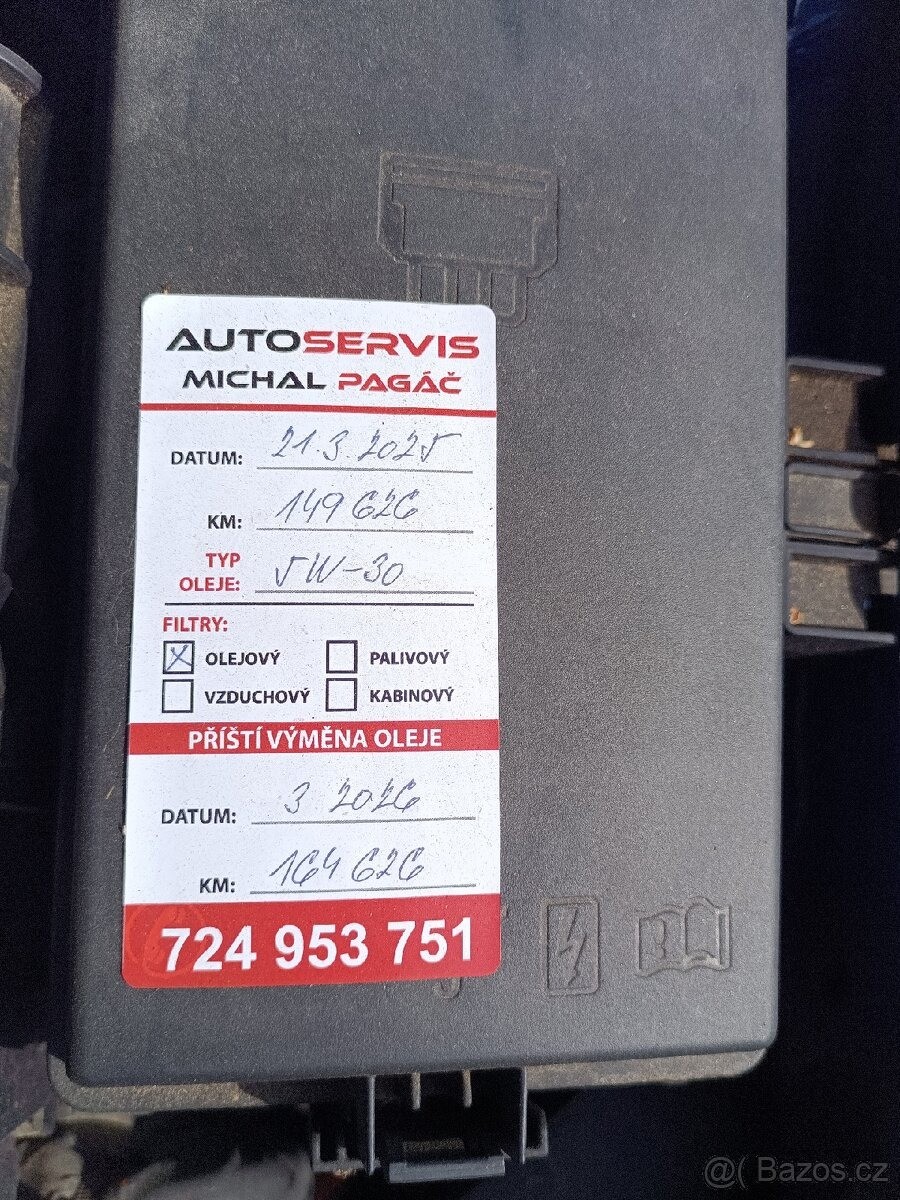 AUTOSERVIS
MICHAL PAGÁČ
DATUM: 21.3.2025
KM: 149 626
TYP
OLEJE: 5W-30
FILTRY:
OLEJOVÝ PALIVOVÝ
VZDUCHOVÝ KABINOVÝ
PŘÍŠTÍ VÝMĚNA OLEJE
DATUM: 3 2026
KM: 164 626
724 953 751
@( Bazos.cz